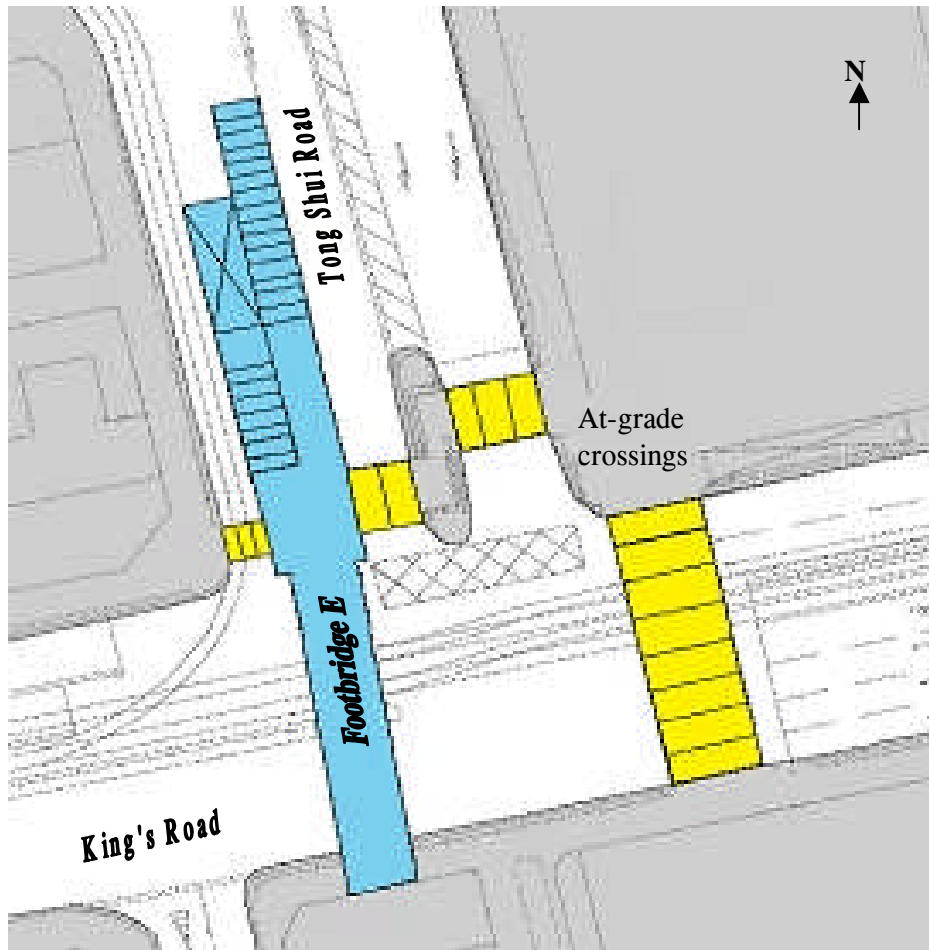 N
Tong Shui Road
At-grade
crossings
Footbridge E
King's Road